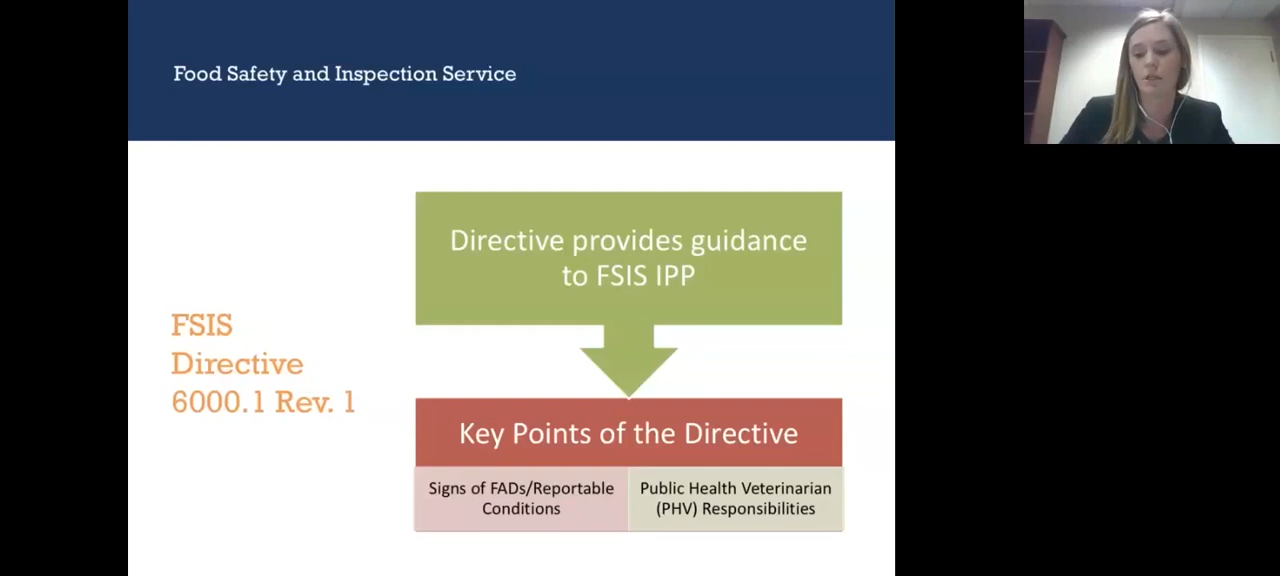 Food Safety and Inspection Service
FSIS
Directive
6000.1 Rev. 1
Directive provides guidance
to FSIS IPP
Key Points of the Directive
Signs of FADs/Reportable
Conditions
Public Health Veterinarian
(PHV) Responsibilities